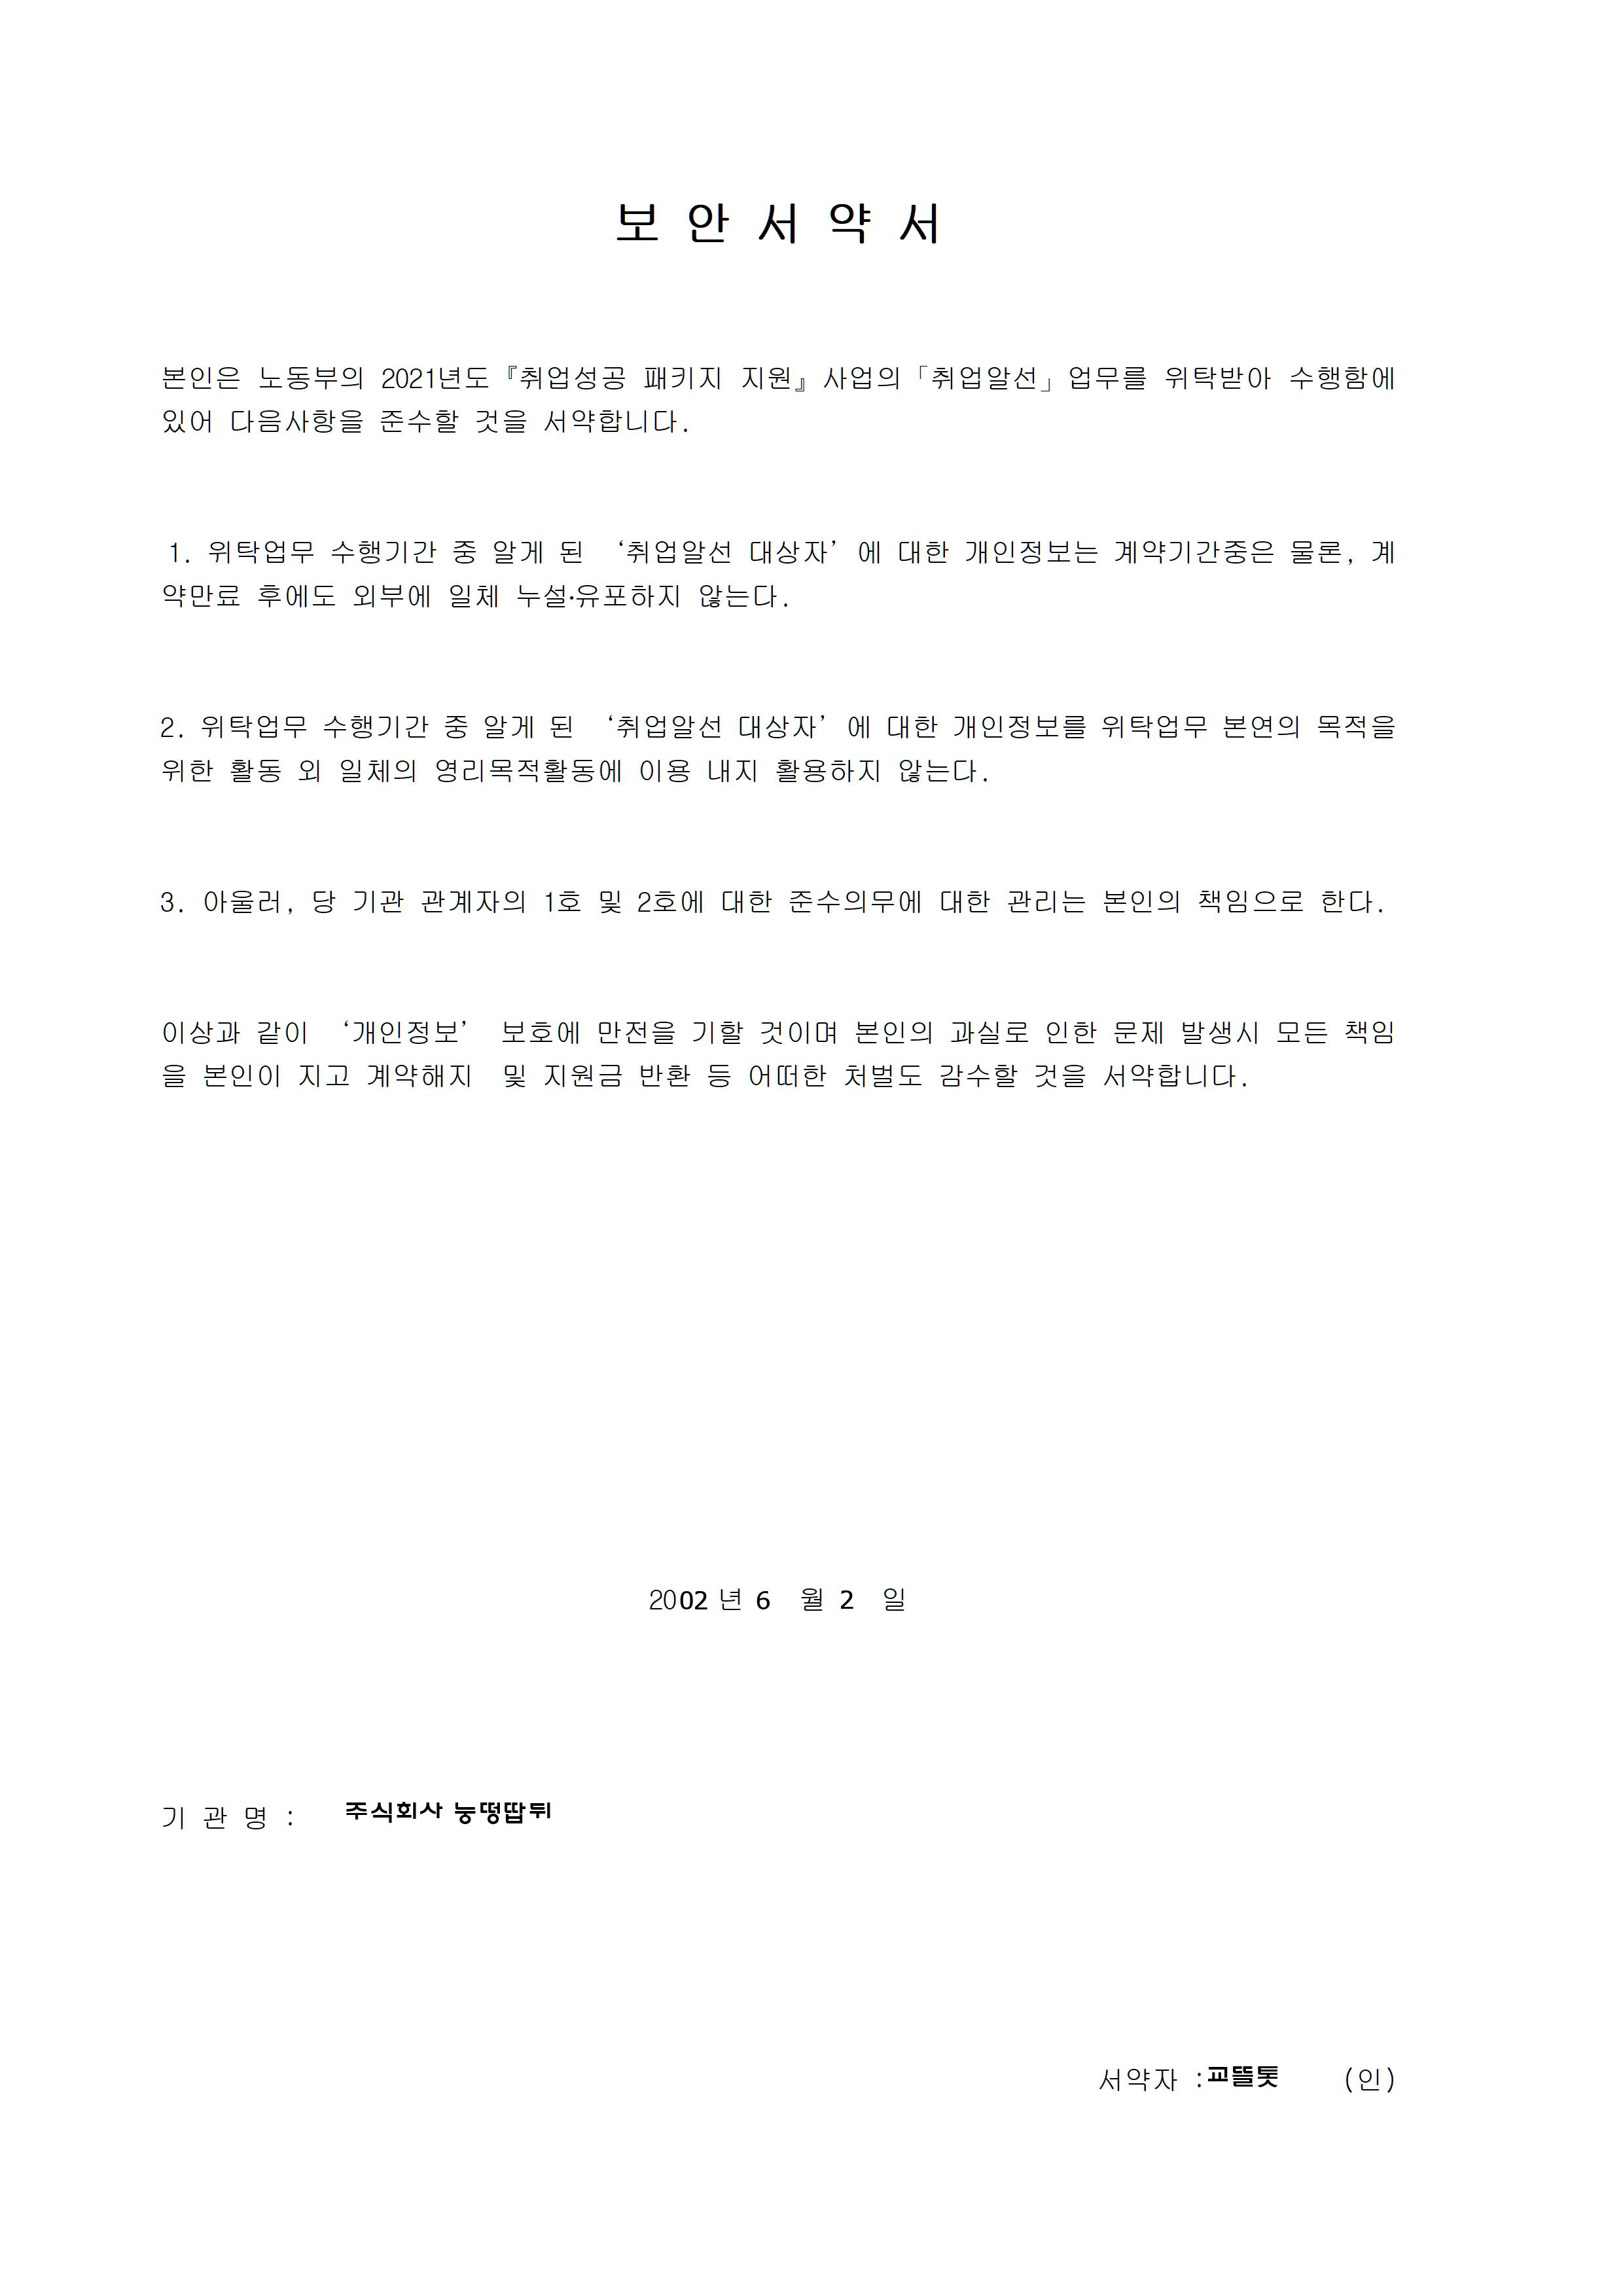 보 안 서 약 서
본인은 노동부의 2021년도『취업성공 패키지 지원』사업의「취업알선」업무를 위탁받아 수행함에
있어 다음사항을 준수할 것을 서약합니다.
1. 위탁업무 수행기간 중 알게 된 ‘취업알선 대상자’에 대한 개인정보는 계약기간중은 물론, 계
약만료 후에도 외부에 일체 누설·유포하지 않는다.
2. 위탁업무 수행기간 중 알게 된 ‘취업알선 대상자’에 대한 개인정보를 위탁업무 본연의 목적을
위한 활동 외 일체의 영리목적활동에 이용 내지 활용하지 않는다.
3. 아울러, 당 기관 관계자의 1호 및 2호에 대한 준수의무에 대한 관리는 본인의 책임으로 한다.
이상과 같이 ‘개인정보’ 보호에 만전을 기할 것이며 본인의 과실로 인한 문제 발생시 모든 책임
을 본인이 지고 계약해지 및 지원금 반환 등 어떠한 처벌도 감수할 것을 서약합니다.
2002 년 6 월 2 일
기 관 명 : 주식회사 눙떵땁뒤
서약자 : 교뜰톳 (인)